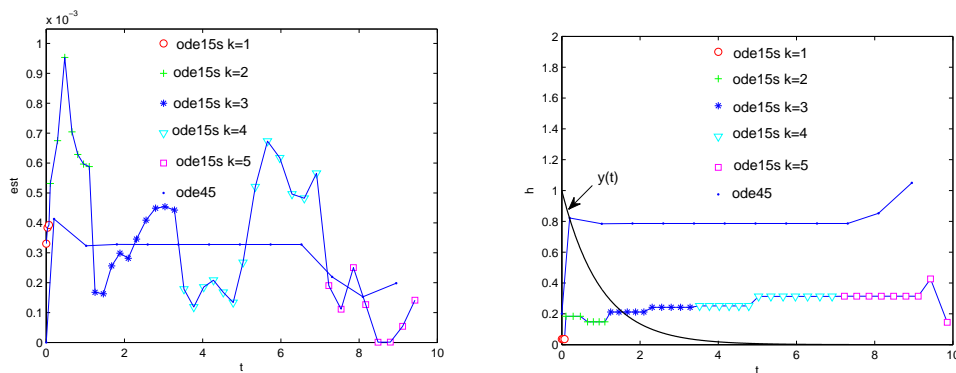 x 10⁻³
1
0.9
0.8
0.7
0.6
0.5
0.4
0.3
0.2
0.1
0
est
0
2
4
6
8
10
t
ode15s k=1
ode15s k=2
ode15s k=3
ode15s k=4
ode15s k=5
ode45
2
1.8
1.6
1.4
1.2
1
0.8
0.6
0.4
0.2
0
h
0
2
4
6
8
10
t
ode15s k=1
ode15s k=2
ode15s k=3
ode15s k=4
ode15s k=5
ode45
y(t)